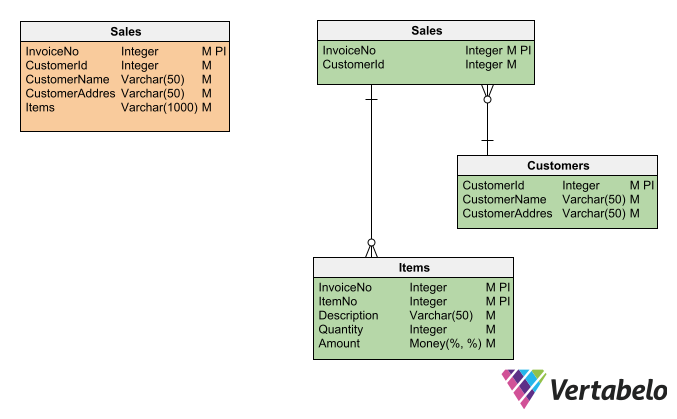 Sales
InvoiceNo Integer M PI
CustomerId Integer M
CustomerName Varchar(50) M
CustomerAddres Varchar(50) M
Items Varchar(1000) M
Sales
InvoiceNo Integer M PI
CustomerId Integer M
Customers
CustomerId Integer M PI
CustomerName Varchar(50) M
CustomerAddres Varchar(50) M
Items
InvoiceNo Integer M PI
ItemNo Integer M PI
Description Varchar(50) M
Quantity Integer M
Amount Money(%, %) M
Vertabelo